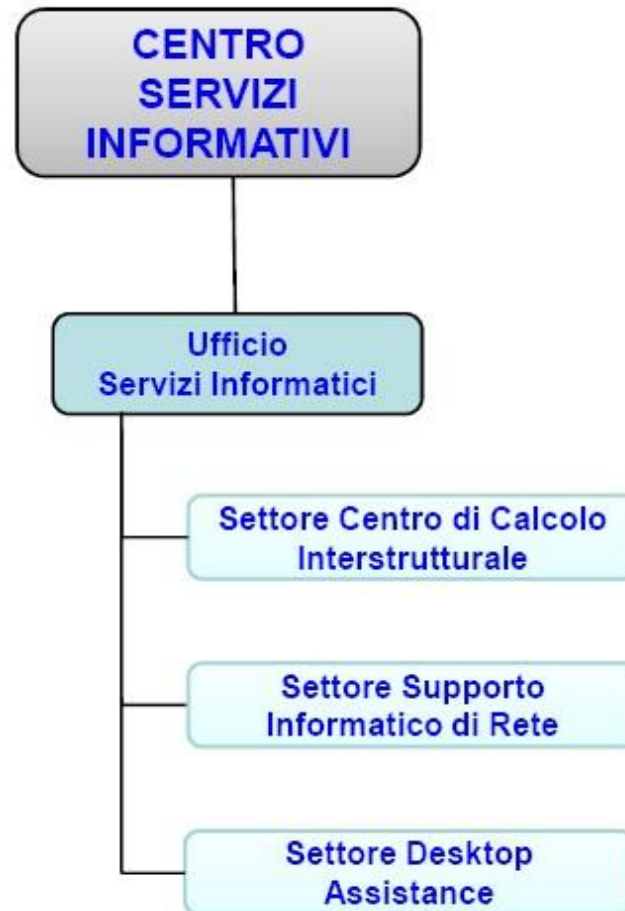 CENTRO
SERVIZI
INFORMATIVI
Ufficio
Servizi Informatici
Settore Centro di Calcolo
Interstrutturale
Settore Supporto
Informatico di Rete
Settore Desktop
Assistance